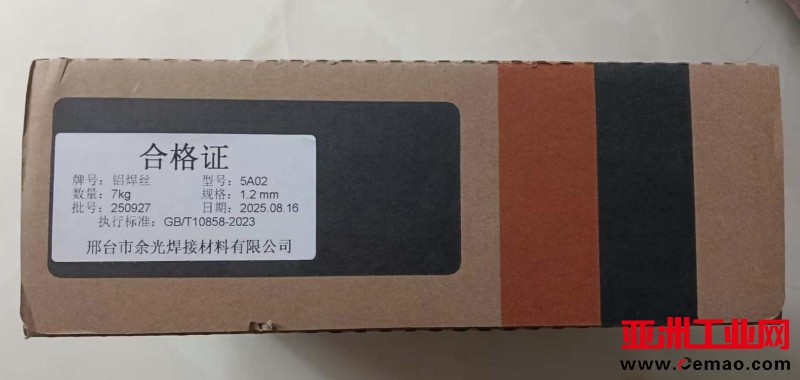 合格证
牌号: 铝焊丝 型号: 5A02
数量: 7kg 规格: 1.2 mm
批号: 250927 日期: 2025.08.16
执行标准: GB/T10858-2023
邢台市余光焊接材料有限公司
亚洲工业网
www.Cemao.com